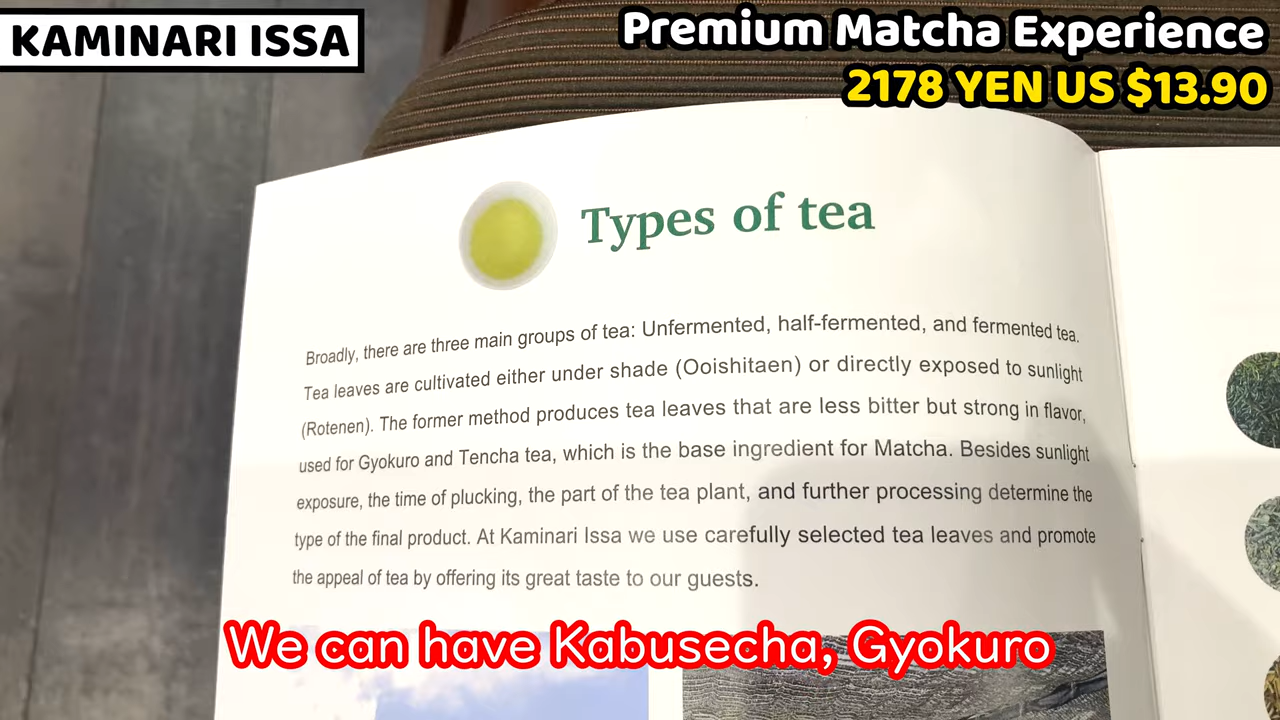 KAMINARI ISSA
Premium Matcha Experience
2178 YEN US $13.90
Types of tea
Broadly, there are three main groups of tea: Unfermented, half-fermented, and fermented tea.
Tea leaves are cultivated either under shade (Ooishitaen) or directly exposed to sunlight
(Rotenen). The former method produces tea leaves that are less bitter but strong in flavor,
used for Gyokuro and Tencha tea, which is the base ingredient for Matcha. Besides sunlight
exposure, the time of plucking, the part of the tea plant, and further processing determine the
type of the final product. At Kaminari Issa we use carefully selected tea leaves and promote
the appeal of tea by offering its great taste to our guests.
We can have Kabusecha, Gyokuro